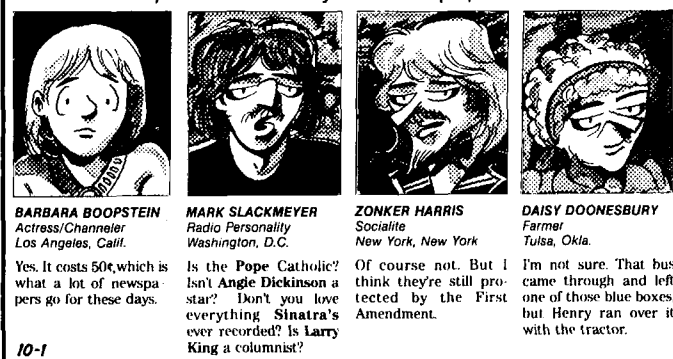 BARBARA BOOPSTEIN
Actress/Channeler
Los Angeles, Calif.
Yes. It costs 50¢, which is
what a lot of newspa-
pers go for these days.
10-1
MARK SLACKMEYER
Radio Personality
Washington, D.C.
Is the Pope Catholic?
Isn't Angie Dickinson a
star? Don't you love
everything Sinatra's
ever recorded? Is Larry
King a columnist?
ZONKER HARRIS
Socialite
New York, New York
Of course not. But I
think they're still pro-
tected by the First
Amendment.
DAISY DOONESBURY
Farmer
Tulsa, Okla.
I'm not sure. That bus
came through and left
one of those blue boxes,
but Henry ran over it
with the tractor.